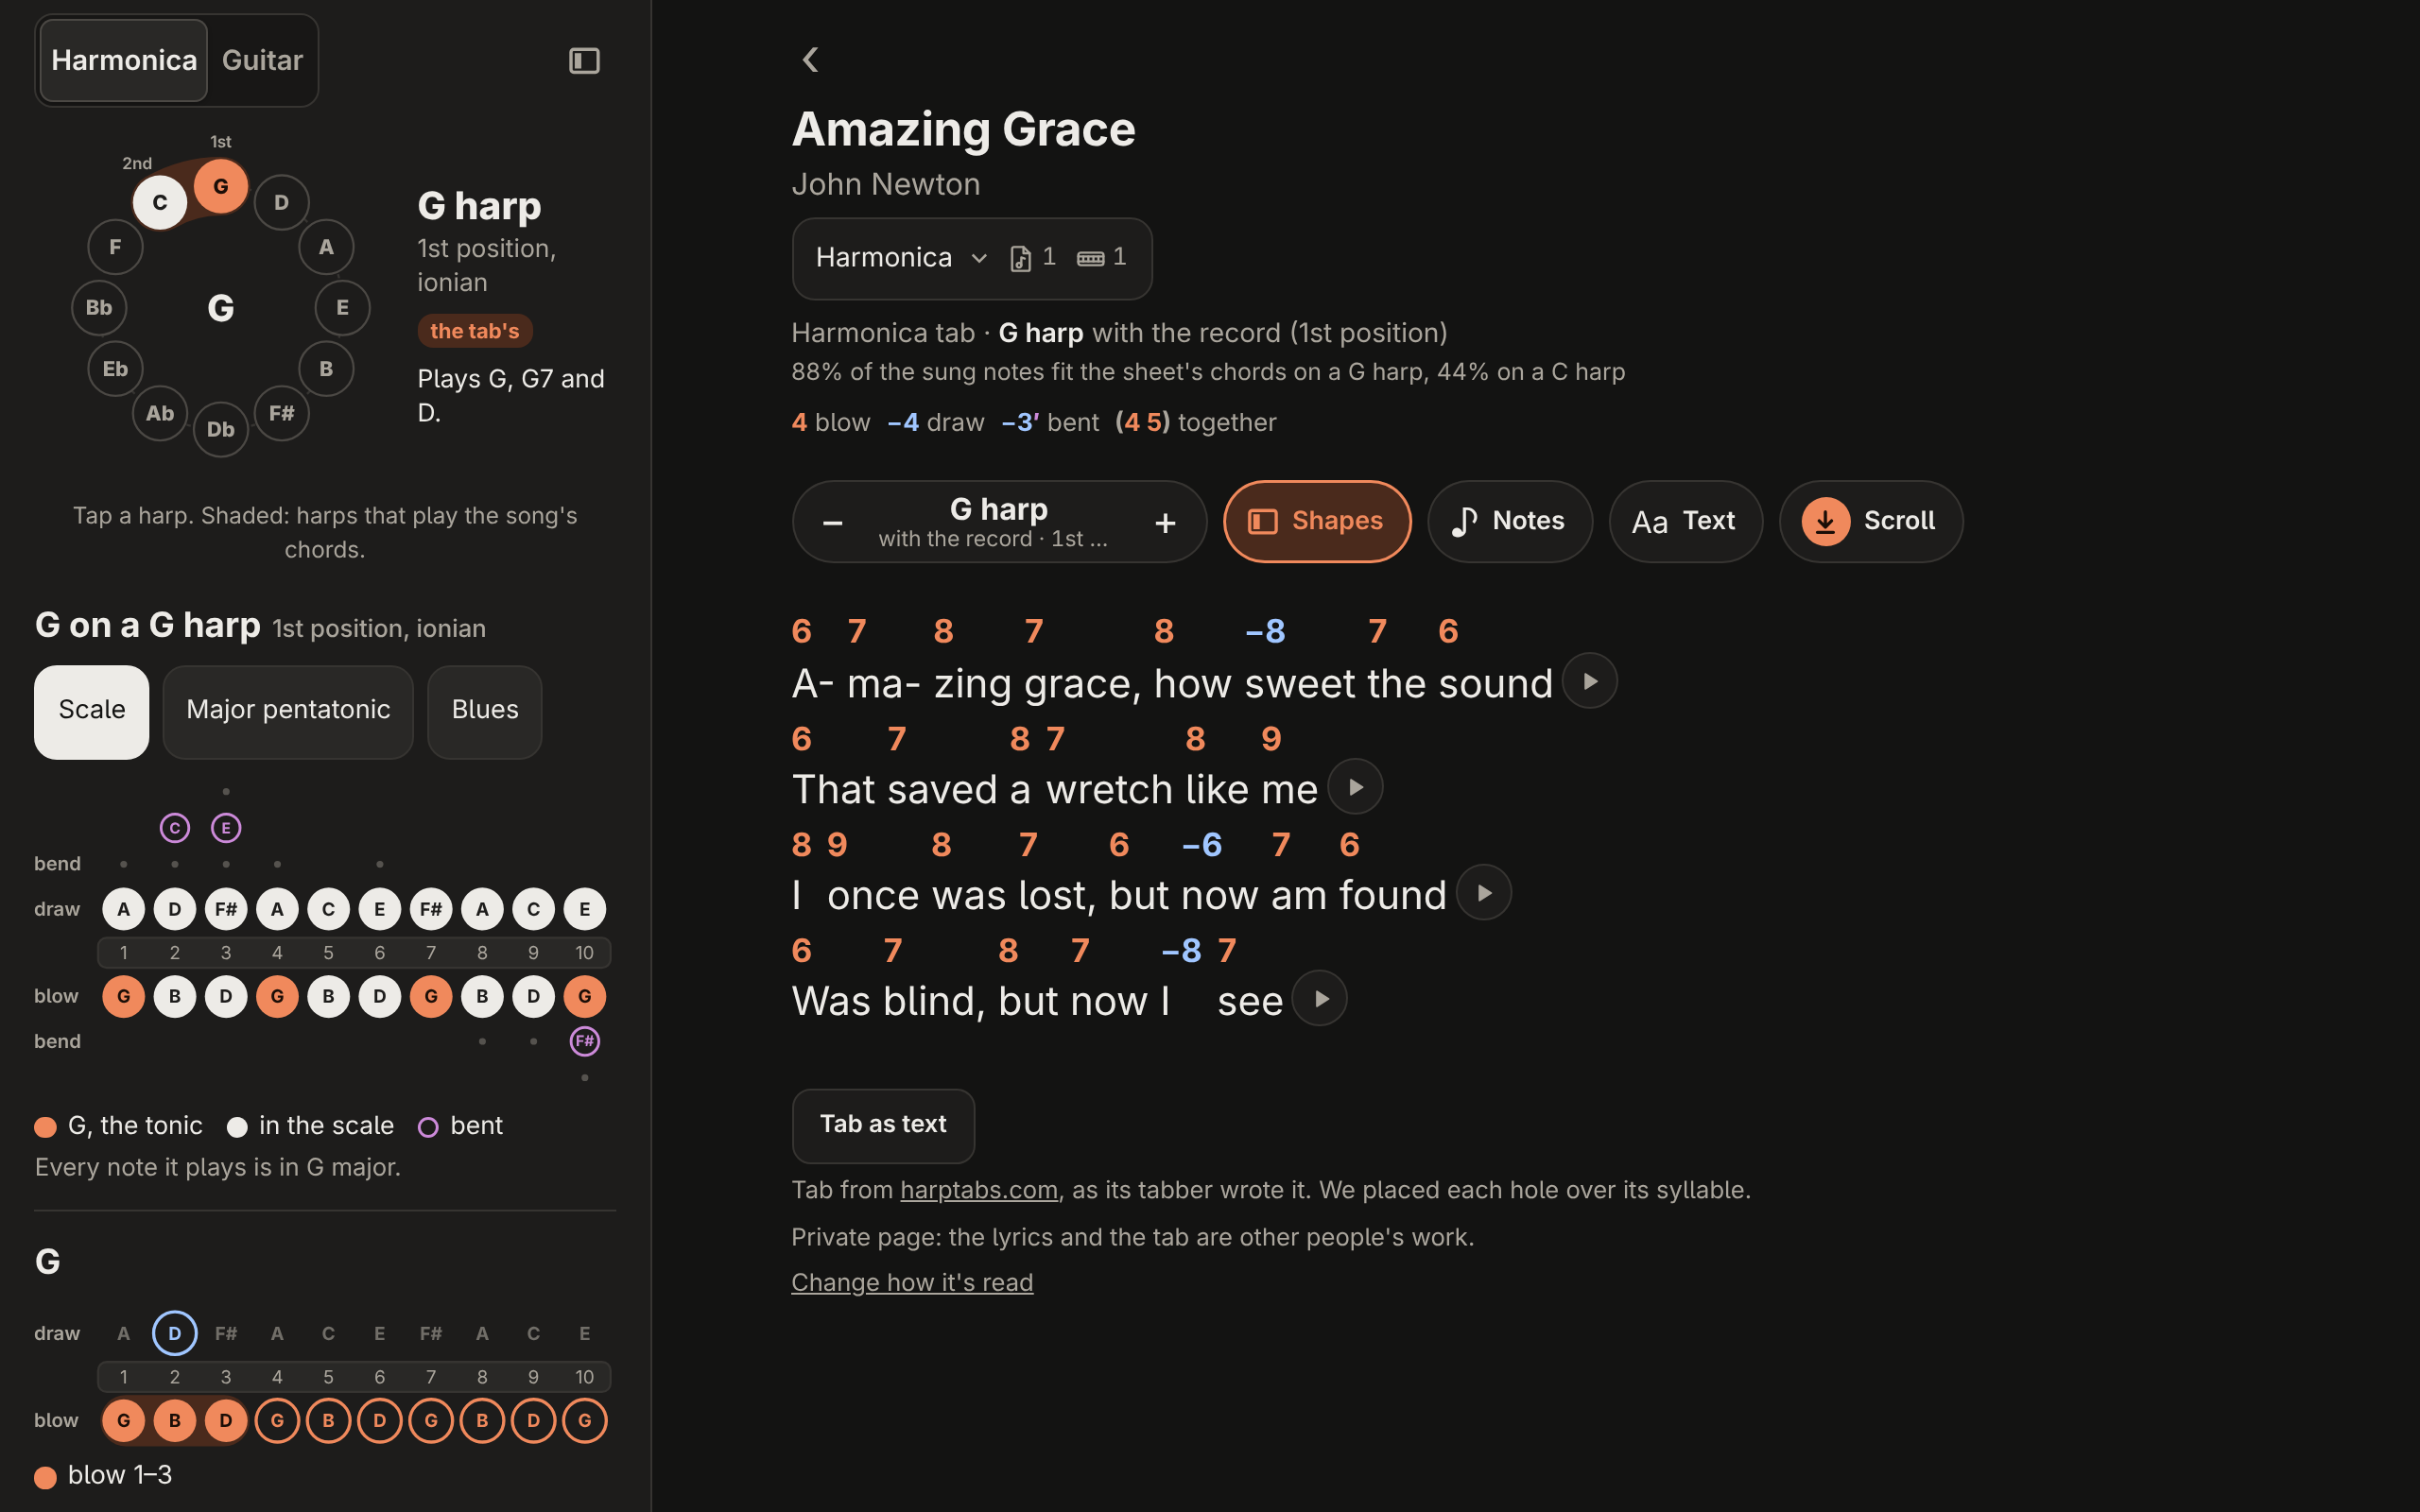 Harmonica Guitar
1st
2nd
C G D
F A
Bb G E
Eb B
Ab F#
Db
G harp
1st position,
ionian
the tab's
Plays G, G7 and
D.
Tap a harp. Shaded: harps that play the song's
chords.
G on a G harp 1st position, ionian
Scale Major pentatonic Blues
C E
bend
draw A D F# A C E F# A C E
1 2 3 4 5 6 7 8 9 10
blow G B D G B D G B D G
bend F#
G, the tonic in the scale bent
Every note it plays is in G major.
G
draw A D F# A C E F# A C E
1 2 3 4 5 6 7 8 9 10
blow G B D G B D G B D G
blow 1–3
Amazing Grace
John Newton
Harmonica 1 1
Harmonica tab · G harp with the record (1st position)
88% of the sung notes fit the sheet's chords on a G harp, 44% on a C harp
4 blow −4 draw −3′ bent (4 5) together
− G harp +
with the record · 1st ...
Shapes Notes Aa Text Scroll
6 7 8 7 8 −8 7 6
A- ma- zing grace, how sweet the sound
6 7 8 7 8 9
That saved a wretch like me
8 9 8 7 6 −6 7 6
I once was lost, but now am found
6 7 8 7 −8 7
Was blind, but now I see
Tab as text
Tab from harptabs.com, as its tabber wrote it. We placed each hole over its syllable.
Private page: the lyrics and the tab are other people's work.
Change how it's read